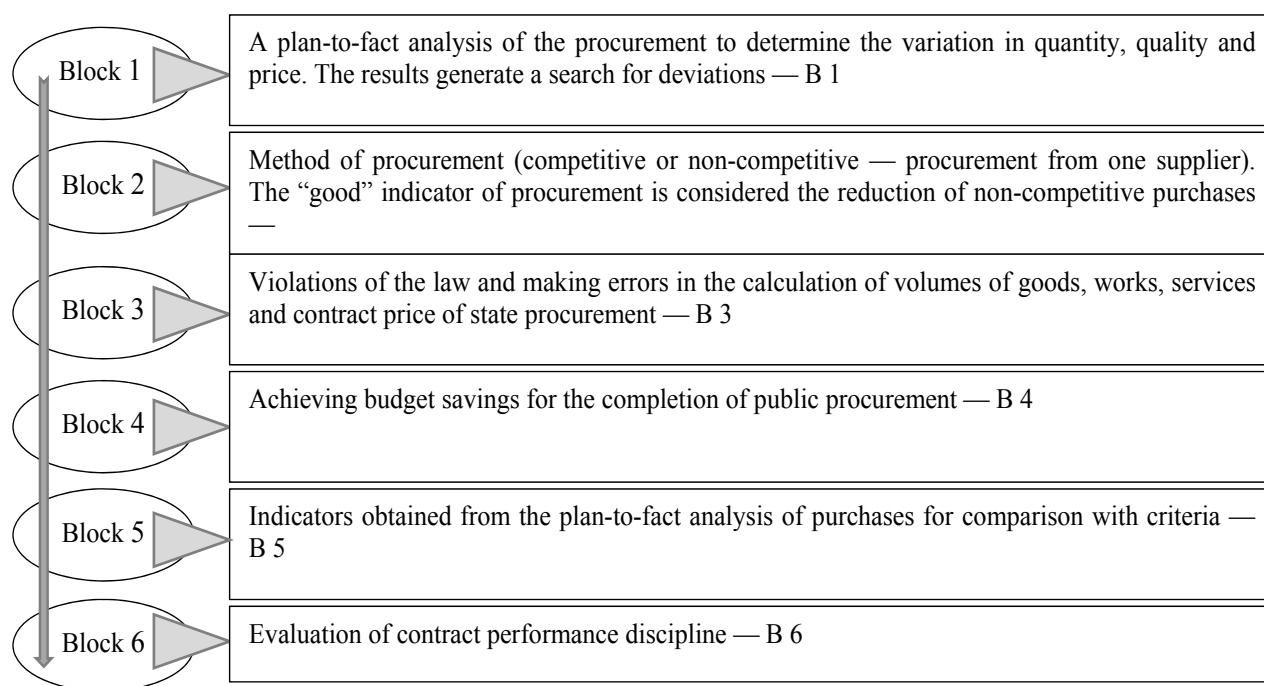 Block 1
A plan-to-fact analysis of the procurement to determine the variation in quantity, quality and
price. The results generate a search for deviations — B 1
Block 2
Method of procurement (competitive or non-competitive — procurement from one supplier).
The “good” indicator of procurement is considered the reduction of non-competitive purchases
—
Block 3
Violations of the law and making errors in the calculation of volumes of goods, works, services
and contract price of state procurement — B 3
Block 4
Achieving budget savings for the completion of public procurement — B 4
Block 5
Indicators obtained from the plan-to-fact analysis of purchases for comparison with criteria —
B 5
Block 6
Evaluation of contract performance discipline — B 6